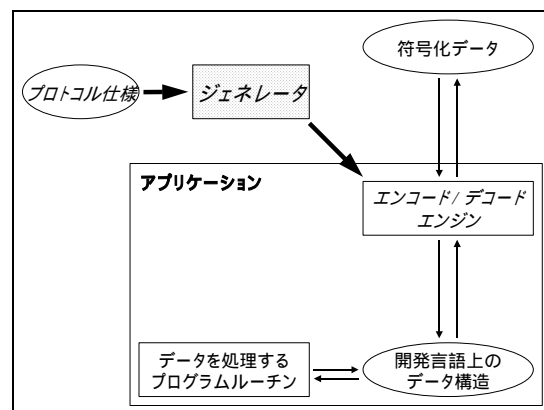 符号化データ
プロトコル仕様
ジェネレータ
アプリケーション
エンコード/デコード
エンジン
データを処理する
プログラムルーチン
開発言語上の
データ構造